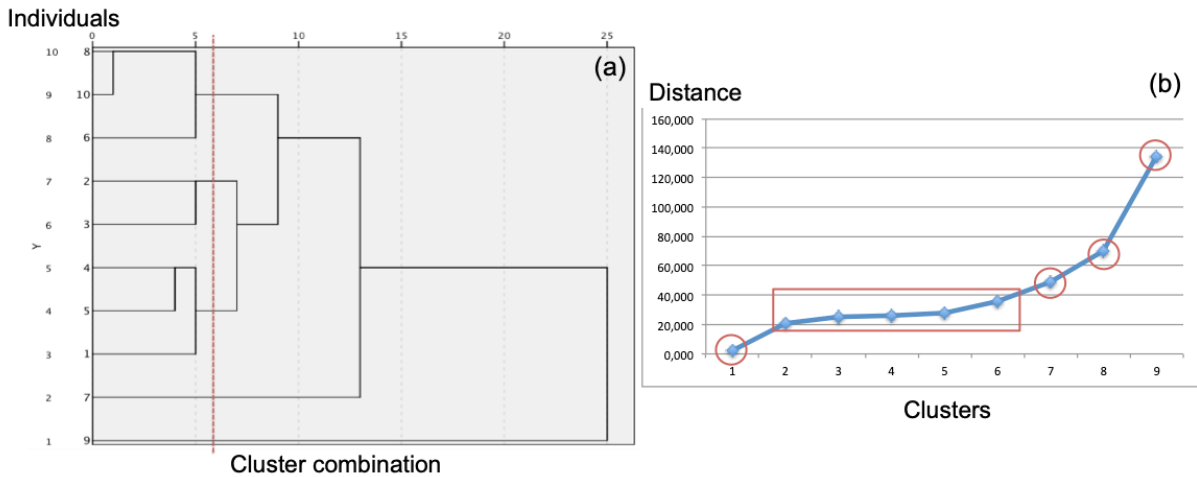 Individuals
0 5 10 15 20 25
(a)
10 8
9 10
8 6
7 2
6 3
Y
5 4
4 5
3 1
2 7
1 9
Cluster combination
(b)
Distance
160,000
140,000
120,000
100,000
80,000
60,000
40,000
20,000
0,000
1 2 3 4 5 6 7 8 9
Clusters